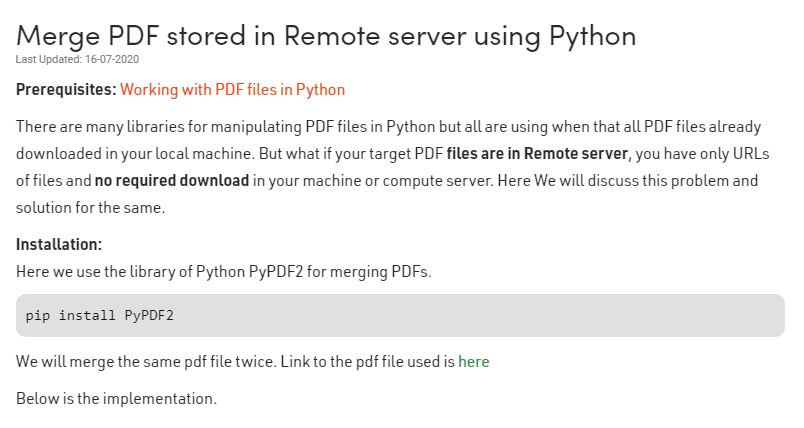 Merge PDF stored in Remote server using Python
Last Updated: 16-07-2020
Prerequisites: Working with PDF files in Python
There are many libraries for manipulating PDF files in Python but all are using when that all PDF files already
downloaded in your local machine. But what if your target PDF files are in Remote server, you have only URLs
of files and no required download in your machine or compute server. Here We will discuss this problem and
solution for the same.
Installation:
Here we use the library of Python PyPDF2 for merging PDFs.
pip install PyPDF2
We will merge the same pdf file twice. Link to the pdf file used is here
Below is the implementation.